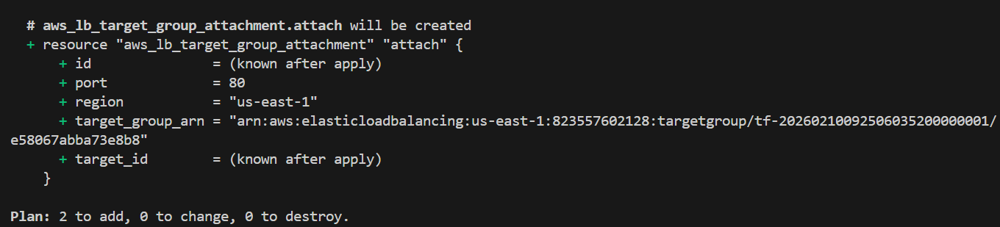 # aws_lb_target_group_attachment.attach will be created
+ resource "aws_lb_target_group_attachment" "attach" {
+ id = (known after apply)
+ port = 80
+ region = "us-east-1"
+ target_group_arn = "arn:aws:elasticloadbalancing:us-east-1:823557602128:targetgroup/tf-20260210092506035200000001/
e58067abba73e8b8"
+ target_id = (known after apply)
}
Plan: 2 to add, 0 to change, 0 to destroy.